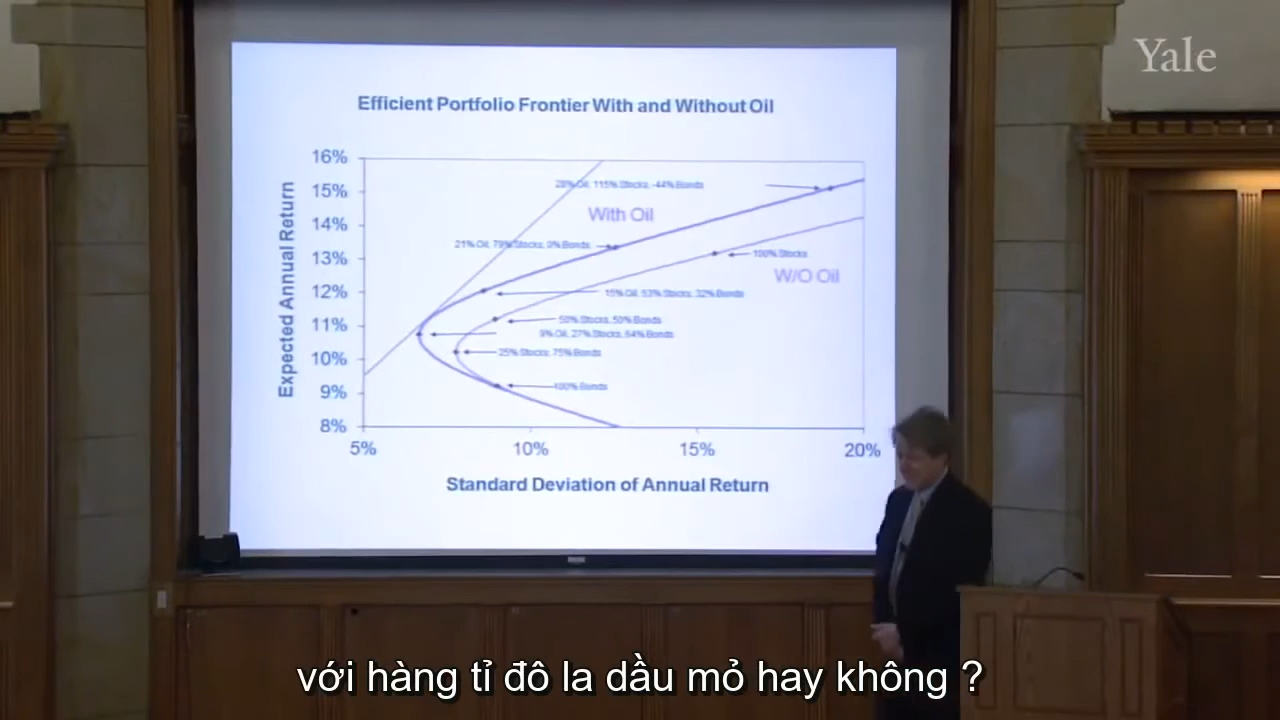 Yale
Efficient Portfolio Frontier With and Without Oil
Expected Annual Return
16%
15%
14%
13%
12%
11%
10%
9%
8%
28% Oil, 115% Stocks, -44% Bonds
With Oil
21% Oil, 79% Stocks, 0% Bonds
100% Stocks
W/O Oil
15% Oil, 53% Stocks, 32% Bonds
50% Stocks, 50% Bonds
9% Oil, 27% Stocks, 64% Bonds
25% Stocks, 75% Bonds
100% Bonds
5%
10%
15%
20%
Standard Deviation of Annual Return
với hàng tỉ đô la dầu mỏ hay không ?